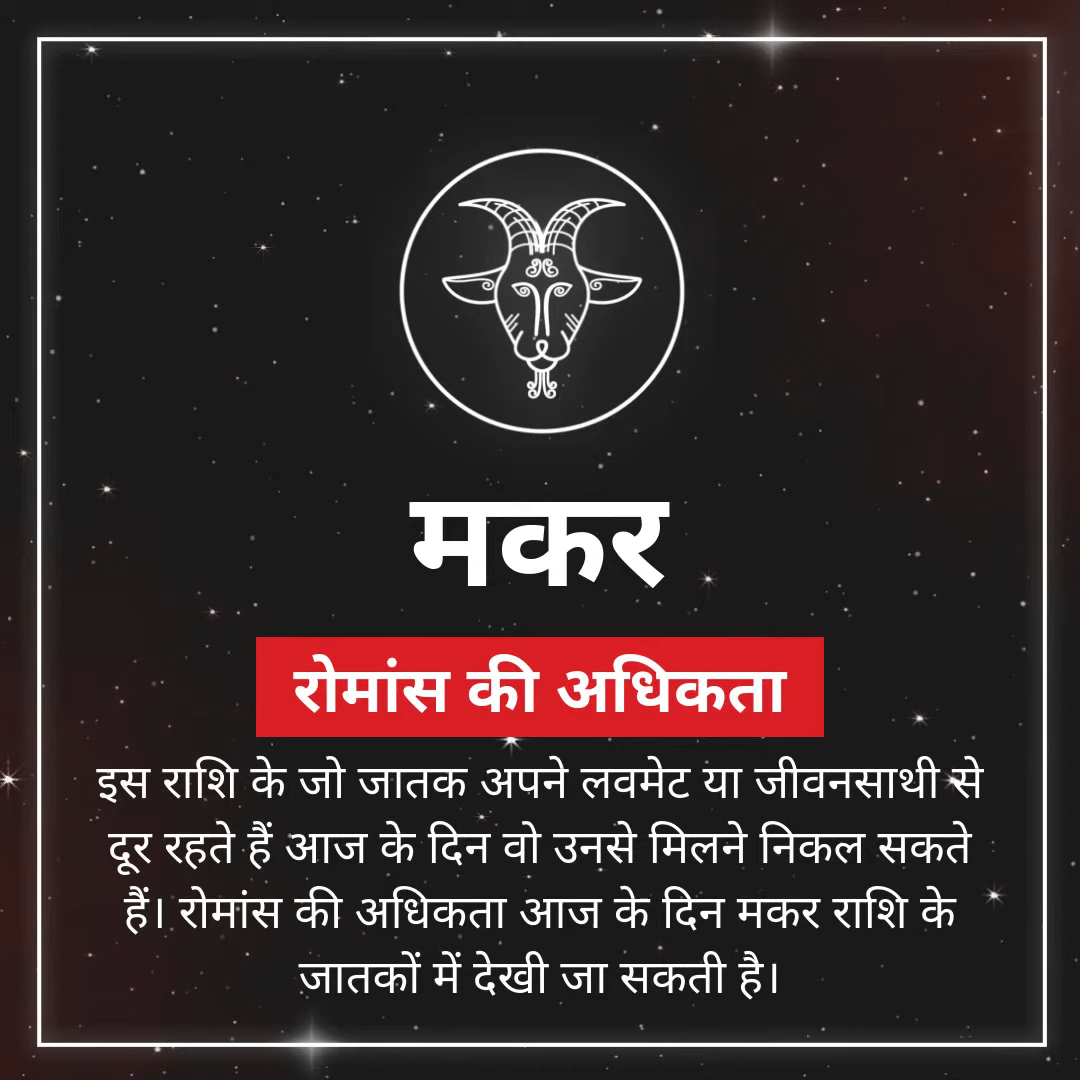 मकर
रोमांस की अधिकता
इस राशि के जो जातक अपने लवमेट या जीवनसाथी से
दूर रहते हैं आज के दिन वो उनसे मिलने निकल सकते
हैं। रोमांस की अधिकता आज के दिन मकर राशि के
जातकों में देखी जा सकती है।